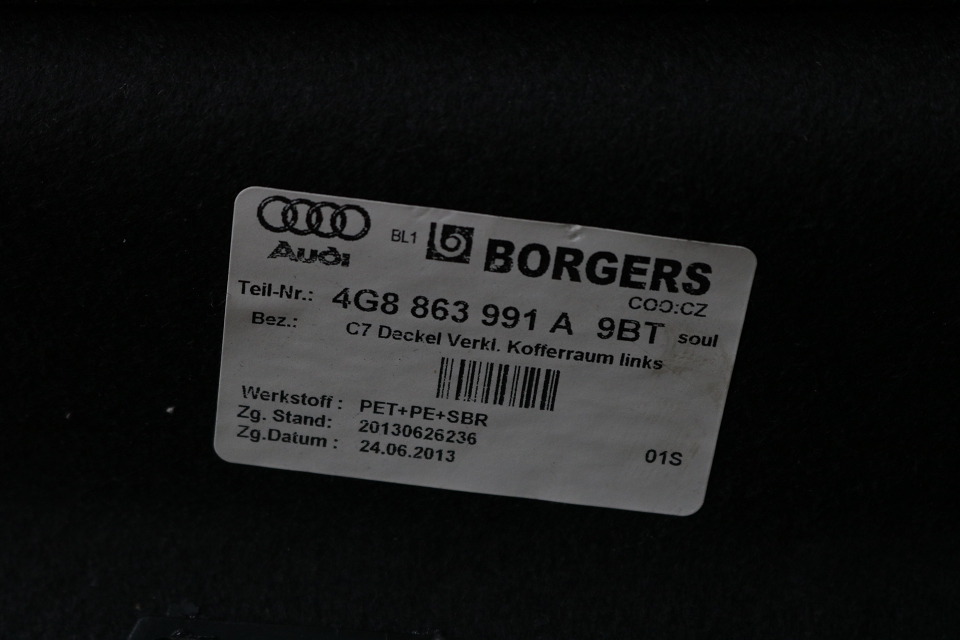 Audi BL1 BORGERS
COO:CZ
Teil-Nr.: 4G8 863 991 A 9BT soul
Bez.: C7 Deckel Verkl. Kofferraum links
Werkstoff : PET+PE+SBR
Zg. Stand: 20130626236
Zg.Datum : 24.06.2013
01S